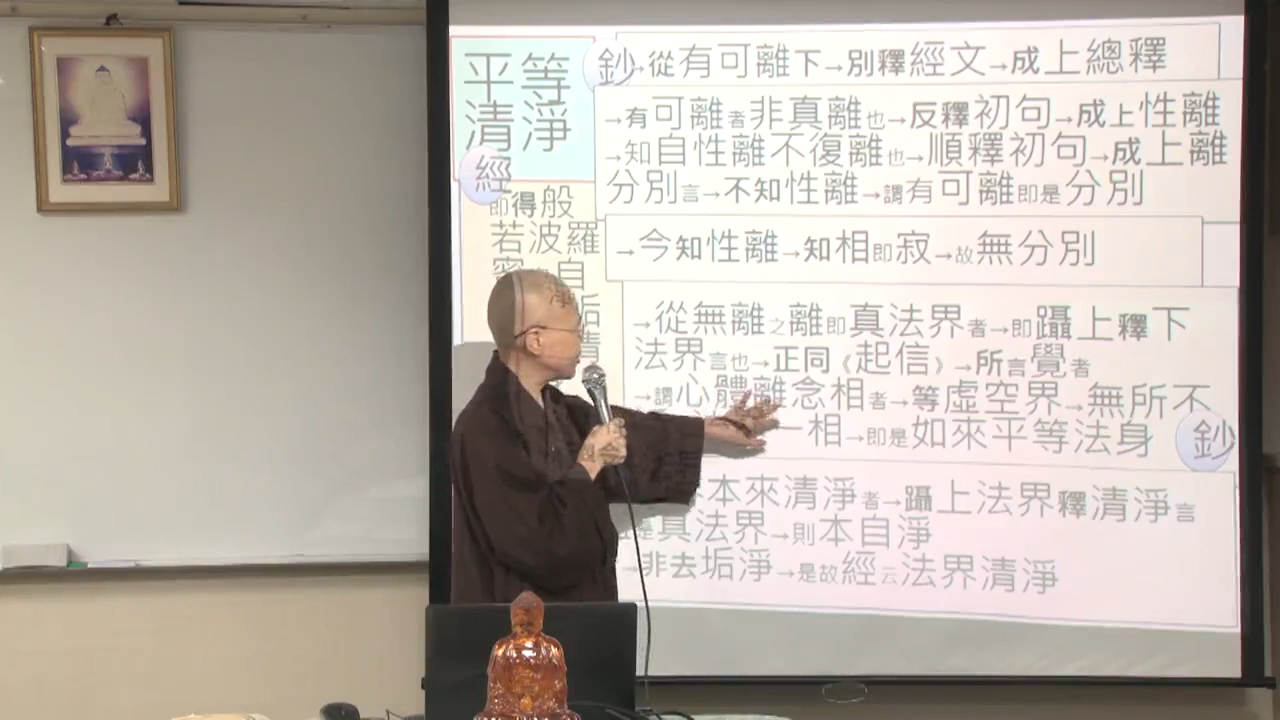 平等
清淨
經
即得般
若波羅
自
垢
清
鈔
→從有可離下→別釋經文→成上總釋
→有可離者非真離也→反釋初句→成上性離
→知自性離不復離也→順釋初句→成上離
分別言→不知性離→謂有可離即是分別
→今知性離→知相即寂→故無分別
→從無離之離即真法界者→即躡上釋下
法界言也→正同《起信》→所言覺者
→謂心體離念相者→等虛空界→無所不
一相→即是如來平等法身
鈔
本來清淨者→躡上法界釋清淨言
真法界→則本自淨
非去垢淨→是故經云法界清淨